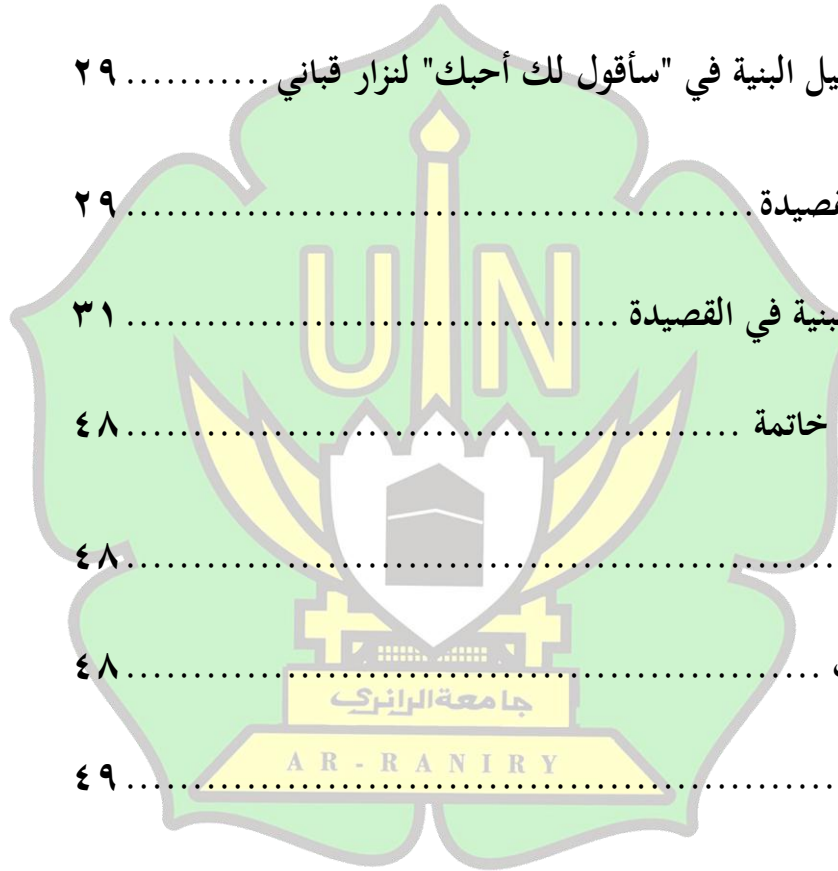 يل البنية في "سأقول لك أحبك" لنزار قباني ........... ٢٩
قصيدة .................................................. ٢٩
UIN
بنية في القصيدة .................................. ٣١
خاتمة .......................................... ٤٨
.......................................................... ٤٨
.................................................... ٤٨
جامعة الرانري
AR-RANIRY
.......................................................... ٤٩